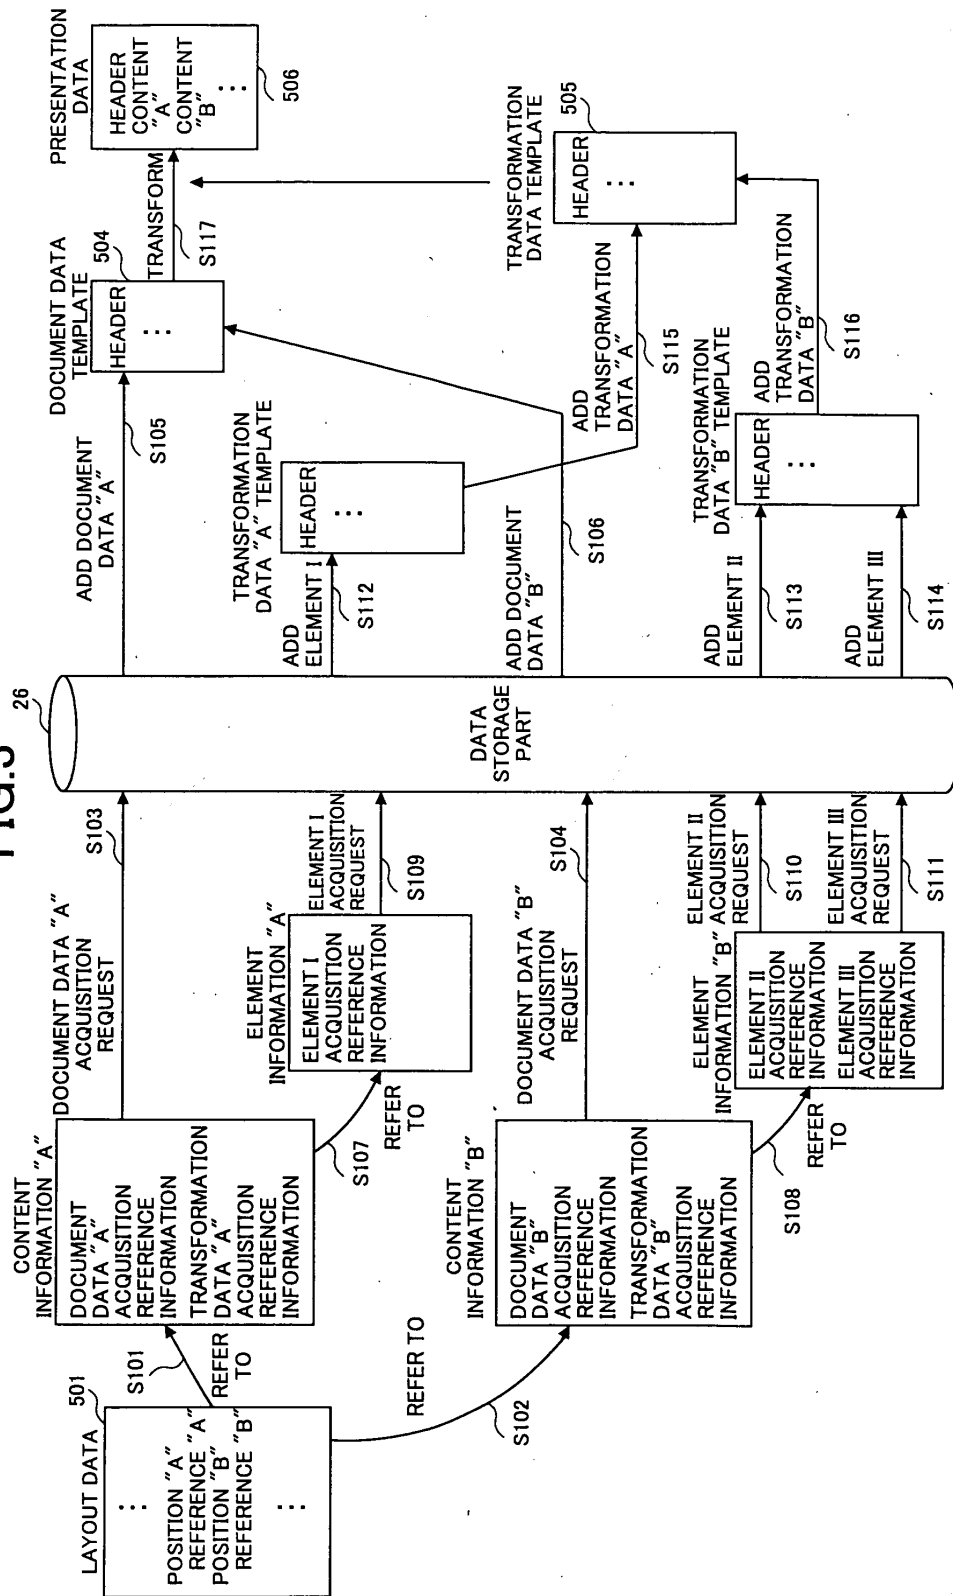 FIG.5
LAYOUT DATA
501
⋮
POSITION "A"
REFERENCE "A"
POSITION "B"
REFERENCE "B"
⋮
S101
REFER TO
REFER TO
S102
CONTENT
INFORMATION "A"
DOCUMENT
DATA "A"
ACQUISITION
REFERENCE
INFORMATION
TRANSFORMATION
DATA "A"
ACQUISITION
REFERENCE
INFORMATION
CONTENT
INFORMATION "B"
DOCUMENT
DATA "B"
ACQUISITION
REFERENCE
INFORMATION
TRANSFORMATION
DATA "B"
ACQUISITION
REFERENCE
INFORMATION
DOCUMENT DATA "A"
ACQUISITION
REQUEST
S103
S107
REFER
TO
ELEMENT
INFORMATION "A"
ELEMENT I
ACQUISITION
REFERENCE
INFORMATION
ELEMENT I
ACQUISITION
REQUEST
S109
DOCUMENT DATA "B"
ACQUISITION
REQUEST
S104
S108
REFER
TO
ELEMENT
INFORMATION "B"
ELEMENT II
ACQUISITION
REFERENCE
INFORMATION
ELEMENT III
ACQUISITION
REFERENCE
INFORMATION
ELEMENT II
ACQUISITION
REQUEST
S110
ELEMENT III
ACQUISITION
REQUEST
S111
26
DATA
STORAGE
PART
ADD DOCUMENT
DATA "A"
S105
ADD
ELEMENT I
S112
ADD DOCUMENT
DATA "B"
S106
ADD
ELEMENT II
S113
ADD
ELEMENT III
S114
TRANSFORMATION
DATA "A" TEMPLATE
HEADER
⋮
TRANSFORMATION
DATA "B" TEMPLATE
HEADER
⋮
DOCUMENT DATA
TEMPLATE
504
HEADER
⋮
ADD
TRANSFORMATION
DATA "A"
S115
ADD
TRANSFORMATION
DATA "B"
S116
TRANSFORM
S117
TRANSFORMATION
DATA TEMPLATE
505
HEADER
⋮
PRESENTATION
DATA
HEADER
CONTENT
"A"
CONTENT
"B"
⋮
506